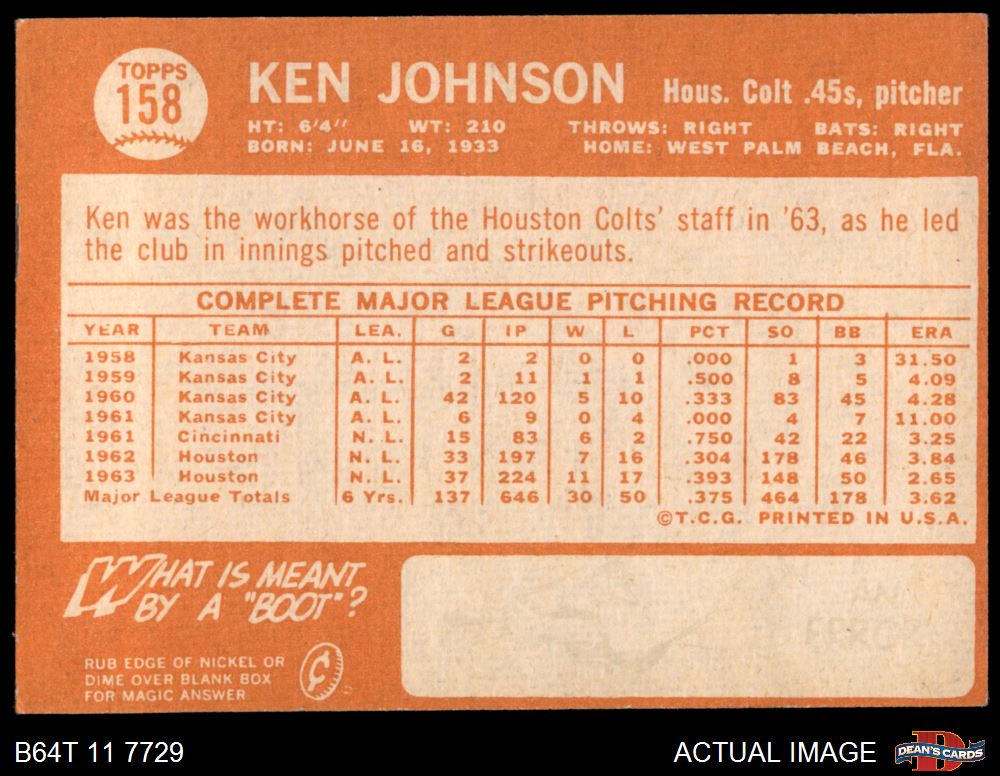 TOPPS
158
KEN JOHNSON Hous. Colt .45s, pitcher
HT: 6'4" WT: 210 THROWS: RIGHT BATS: RIGHT
BORN: JUNE 16, 1933 HOME: WEST PALM BEACH, FLA.
Ken was the workhorse of the Houston Colts' staff in '63, as he led
the club in innings pitched and strikeouts.
COMPLETE MAJOR LEAGUE PITCHING RECORD
YEAR TEAM LEA. G IP W L PCT SO BB ERA
1958 Kansas City A. L. 2 2 0 0 .000 1 3 31.50
1959 Kansas City A. L. 2 11 1 1 .500 8 5 4.09
1960 Kansas City A. L. 42 120 5 10 .333 83 45 4.28
1961 Kansas City A. L. 6 9 0 4 .000 4 7 11.00
1961 Cincinnati N. L. 15 83 6 2 .750 42 22 3.25
1962 Houston N. L. 33 197 7 16 .304 178 46 3.84
1963 Houston N. L. 37 224 11 17 .393 148 50 2.65
Major League Totals 6 Yrs. 137 646 30 50 .375 464 178 3.62
©T.C.G. PRINTED IN U.S.A.
WHAT IS MEANT
BY A "BOOT"?
RUB EDGE OF NICKEL OR
DIME OVER BLANK BOX
FOR MAGIC ANSWER
¢
B64T 11 7729 ACTUAL IMAGE DEAN'S CARDS